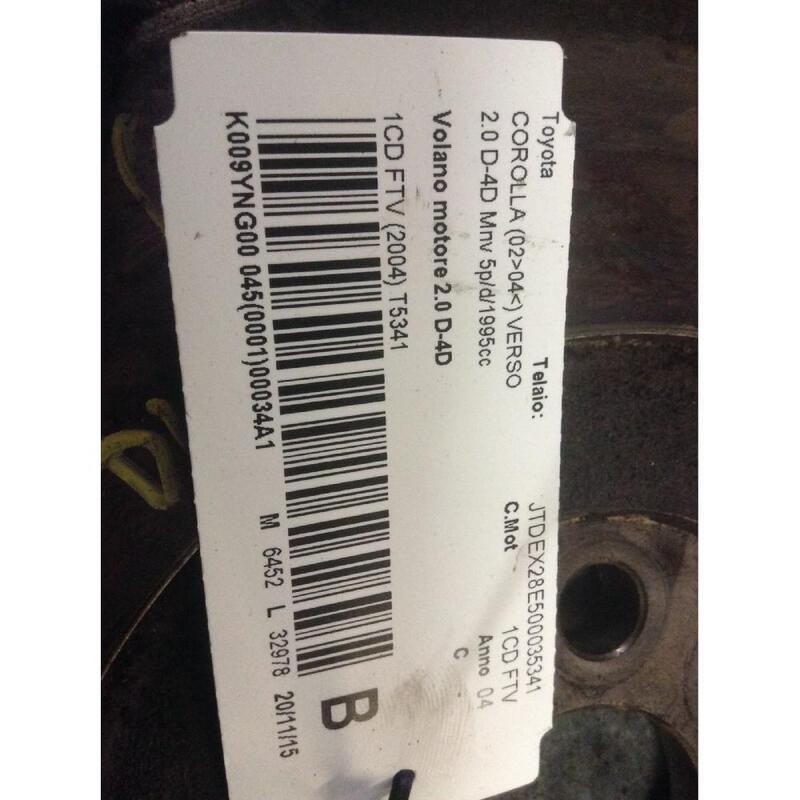 Toyota Telaio: JTDEX28E500035341
COROLLA (02>04<) VERSO C.Mot 1CD FTV
2.0 D-4D Mnv 5p/d/1995cc Anno 04
C
Volano motore 2.0 D-4D
1CD FTV (2004) T5341
B
K009YNG00 045(0001)00034A1 M 6452 L 32978 20/11/15